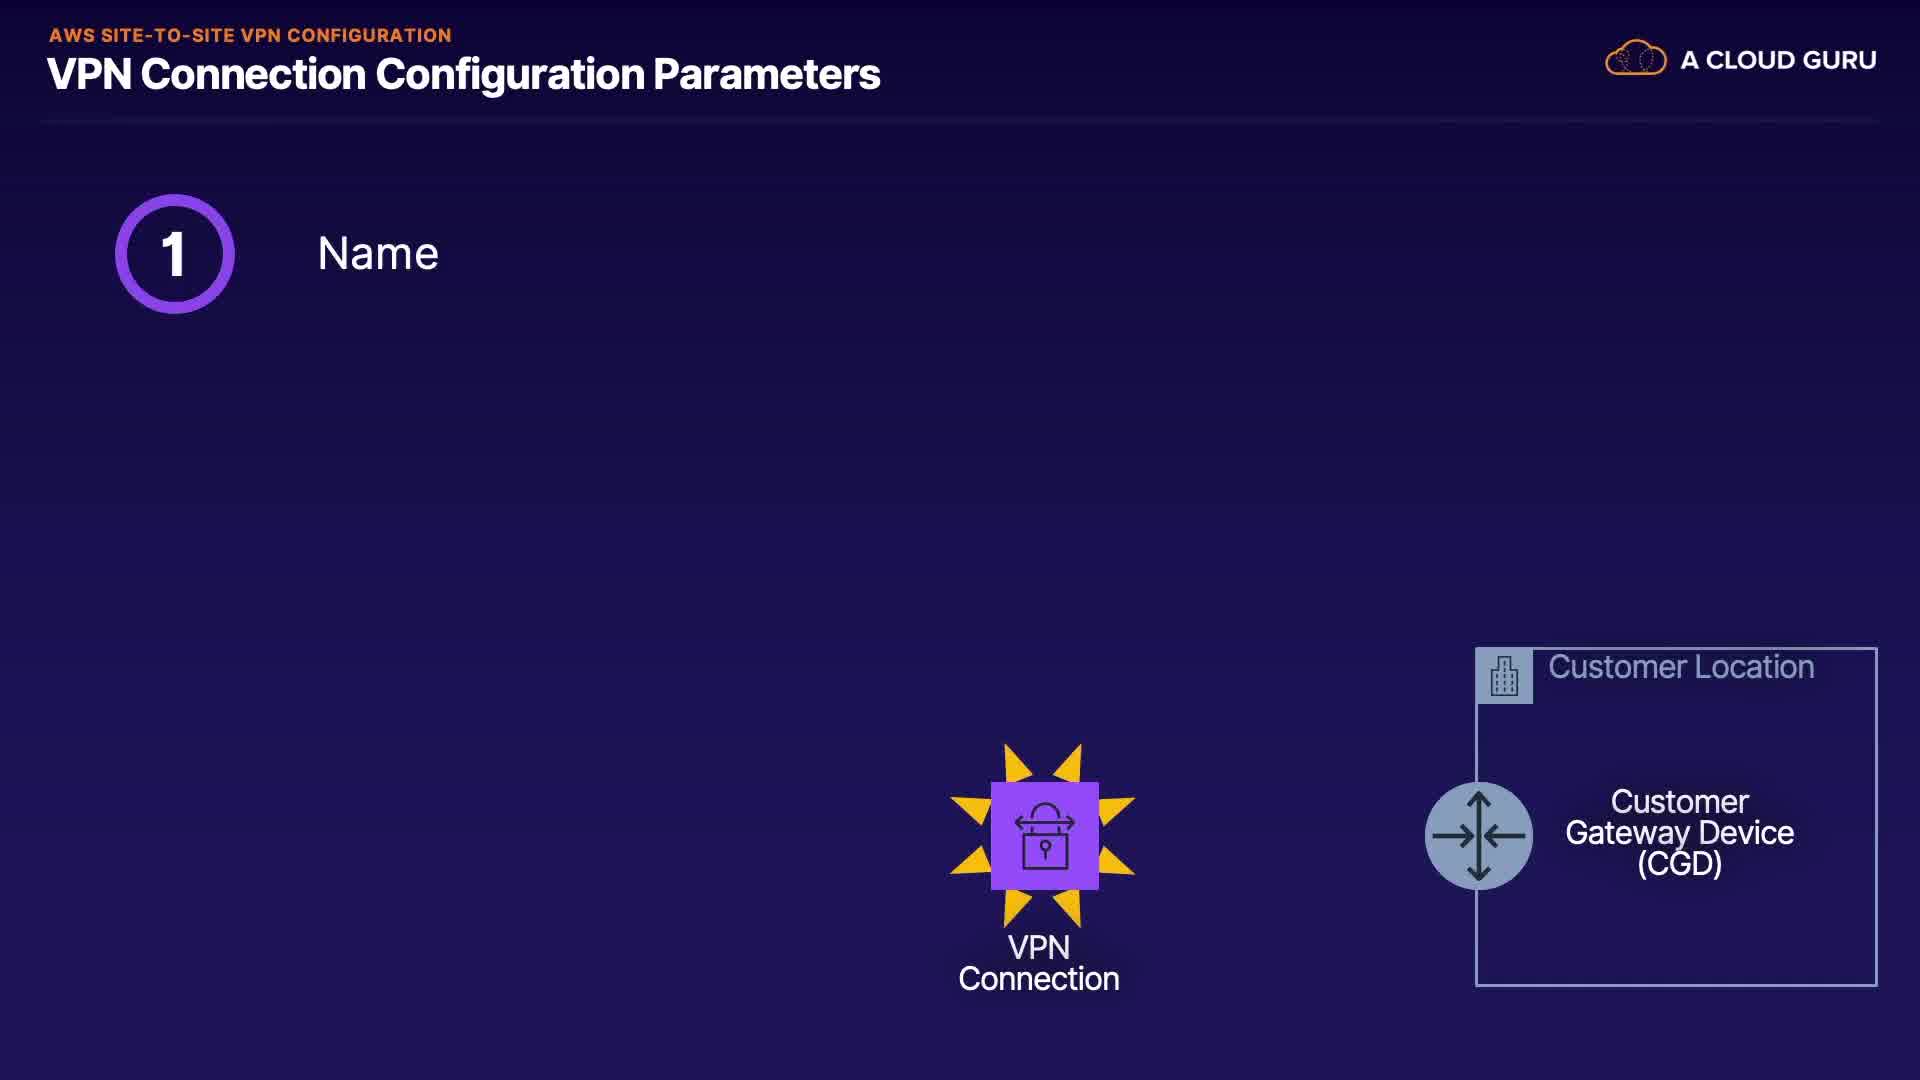 AWS SITE-TO-SITE VPN CONFIGURATION
VPN Connection Configuration Parameters
A CLOUD GURU
1
Name
Customer Location
Customer
Gateway Device
(CGD)
VPN
Connection